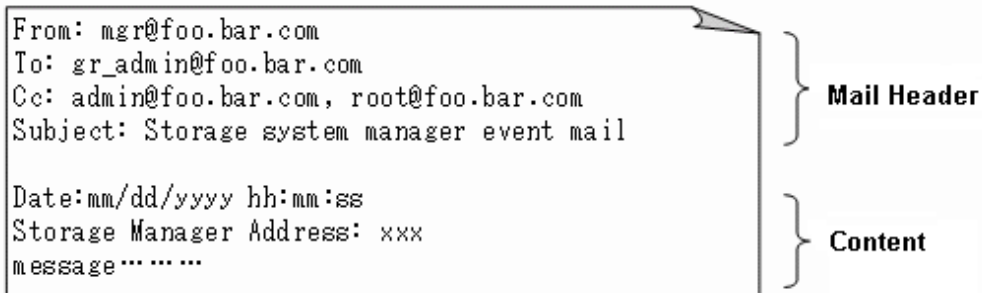 From: mgr@foo.bar.com
To: gr_admin@foo.bar.com
Cc: admin@foo.bar.com, root@foo.bar.com
Subject: Storage system manager event mail
Mail Header
Date:mm/dd/yyyy hh:mm:ss
Storage Manager Address: xxx
message………
Content